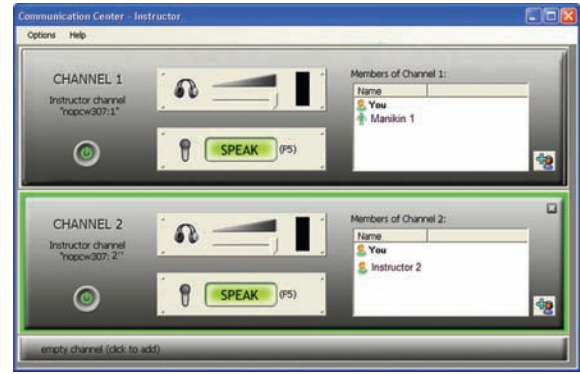 Communication Center - Instructor
Options Help
CHANNEL 1
Instructor channel
"nopcw307:1"
SPEAK (F5)
Members of Channel 1:
Name
You
Manikin 1
CHANNEL 2
Instructor channel
"nopcw307: 2"
SPEAK (F5)
Members of Channel 2:
Name
You
Instructor 2
empty channel (click to add)